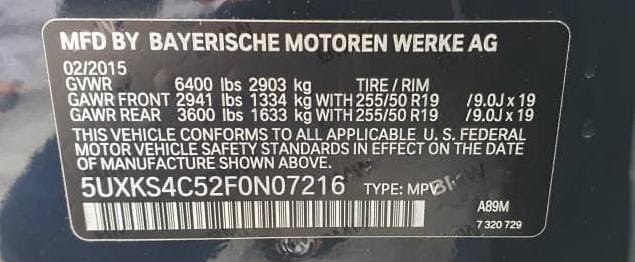 MFD BY BAYERISCHE MOTOREN WERKE AG
02/2015
GVWR 6400 lbs 2903 kg TIRE / RIM
GAWR FRONT 2941 lbs 1334 kg WITH 255/50 R19 /9.0J x 19
GAWR REAR 3600 lbs 1633 kg WITH 255/50 R19 /9.0J x 19
THIS VEHICLE CONFORMS TO ALL APPLICABLE U. S. FEDERAL
MOTOR VEHICLE SAFETY STANDARDS IN EFFECT ON THE DATE
OF MANUFACTURE SHOWN ABOVE.
5UXKS4C52F0N07216 TYPE: MPV
BMW
A89M
7 320 729